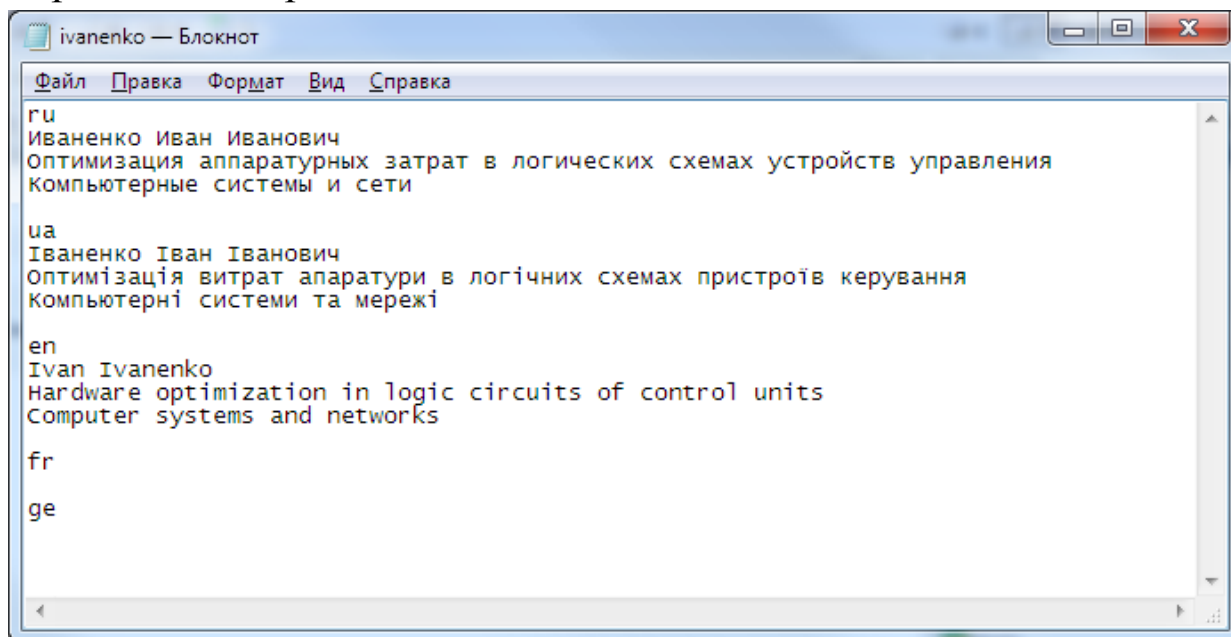 ivanenko — Блокнот
Файл Правка Формат Вид Справка
ru
Иваненко Иван Иванович
Оптимизация аппаратурных затрат в логических схемах устройств управления
Компьютерные системы и сети
ua
Іваненко Іван Іванович
Оптимізація витрат апаратури в логічних схемах пристроїв керування
Компьютерні системи та мережі
en
Ivan Ivanenko
Hardware optimization in logic circuits of control units
Computer systems and networks
fr
ge